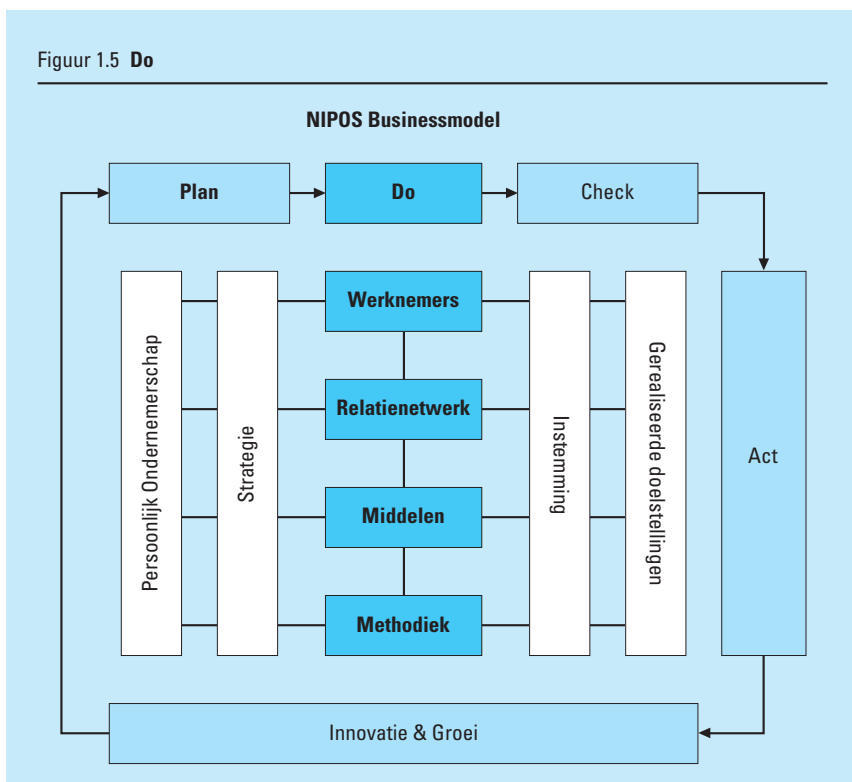 Figuur 1.5 Do
NIPOS Businessmodel
Plan
Do
Check
Persoonlijk Ondernemerschap
Strategie
Werknemers
Relatienetwerk
Middelen
Methodiek
Instemming
Gerealiseerde doelstellingen
Act
Innovatie & Groei